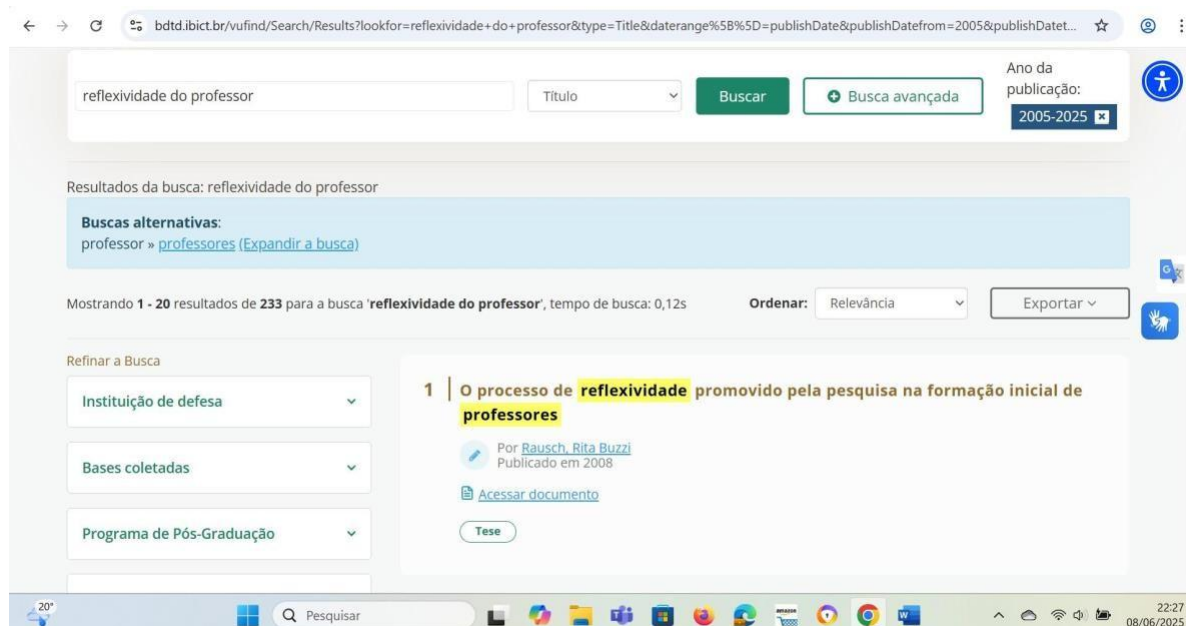 bdtd.ibict.br/vufind/Search/Results?lookfor=reflexividade+do+professor&type=Title&daterange%5B%5D=publishDate&publishDatefrom=2005&publishDatet...
reflexividade do professor
Título
Buscar
Busca avançada
Ano da
publicação:
2005-2025
Resultados da busca: reflexividade do professor
Buscas alternativas:
professor » professores (Expandir a busca)
Mostrando 1 - 20 resultados de 233 para a busca 'reflexividade do professor', tempo de busca: 0,12s
Ordenar:
Relevância
Exportar
Refinar a Busca
Instituição de defesa
Bases coletadas
Programa de Pós-Graduação
1 O processo de reflexividade promovido pela pesquisa na formação inicial de
professores
Por Rausch, Rita Buzzi
Publicado em 2008
Acessar documento
Tese
20°
Pesquisar
amazon
22:27
08/06/2025